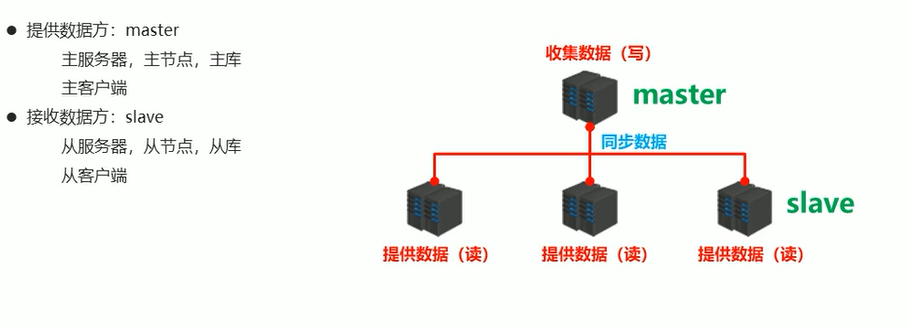 ● 提供数据方：master
主服务器，主节点，主库
主客户端
● 接收数据方：slave
从服务器，从节点，从库
从客户端
收集数据（写）
master
同步数据
slave
提供数据（读） 提供数据（读） 提供数据（读）